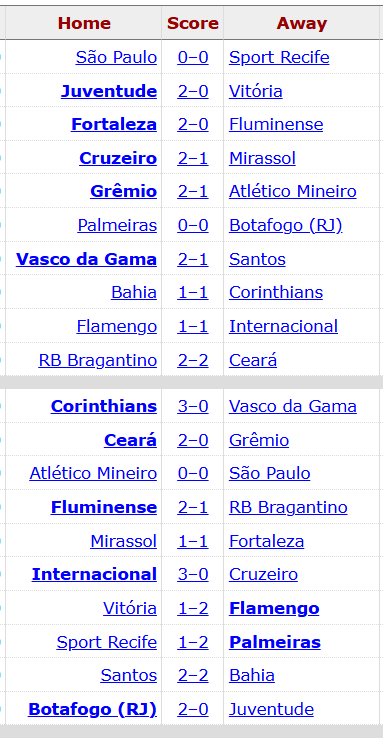 Home Score Away
São Paulo 0–0 Sport Recife
Juventude 2–0 Vitória
Fortaleza 2–0 Fluminense
Cruzeiro 2–1 Mirassol
Grêmio 2–1 Atlético Mineiro
Palmeiras 0–0 Botafogo (RJ)
Vasco da Gama 2–1 Santos
Bahia 1–1 Corinthians
Flamengo 1–1 Internacional
RB Bragantino 2–2 Ceará
Corinthians 3–0 Vasco da Gama
Ceará 2–0 Grêmio
Atlético Mineiro 0–0 São Paulo
Fluminense 2–1 RB Bragantino
Mirassol 1–1 Fortaleza
Internacional 3–0 Cruzeiro
Vitória 1–2 Flamengo
Sport Recife 1–2 Palmeiras
Santos 2–2 Bahia
Botafogo (RJ) 2–0 Juventude